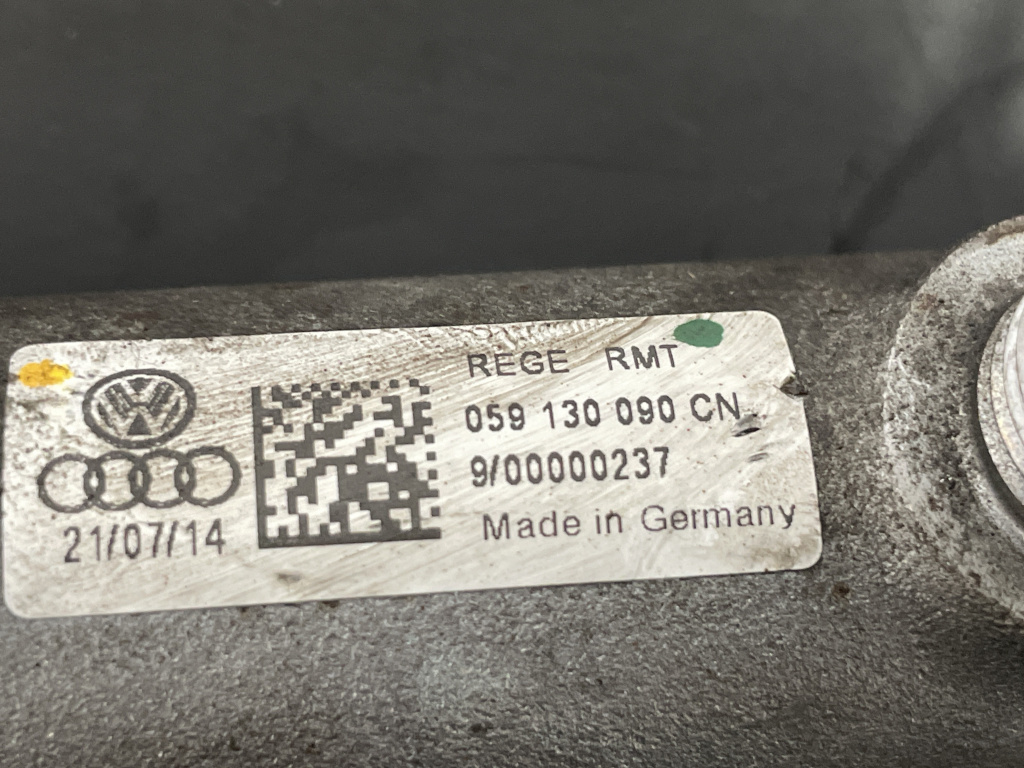 REGE RMT
059 130 090 CN
9/00000237
Made in Germany
21/07/14